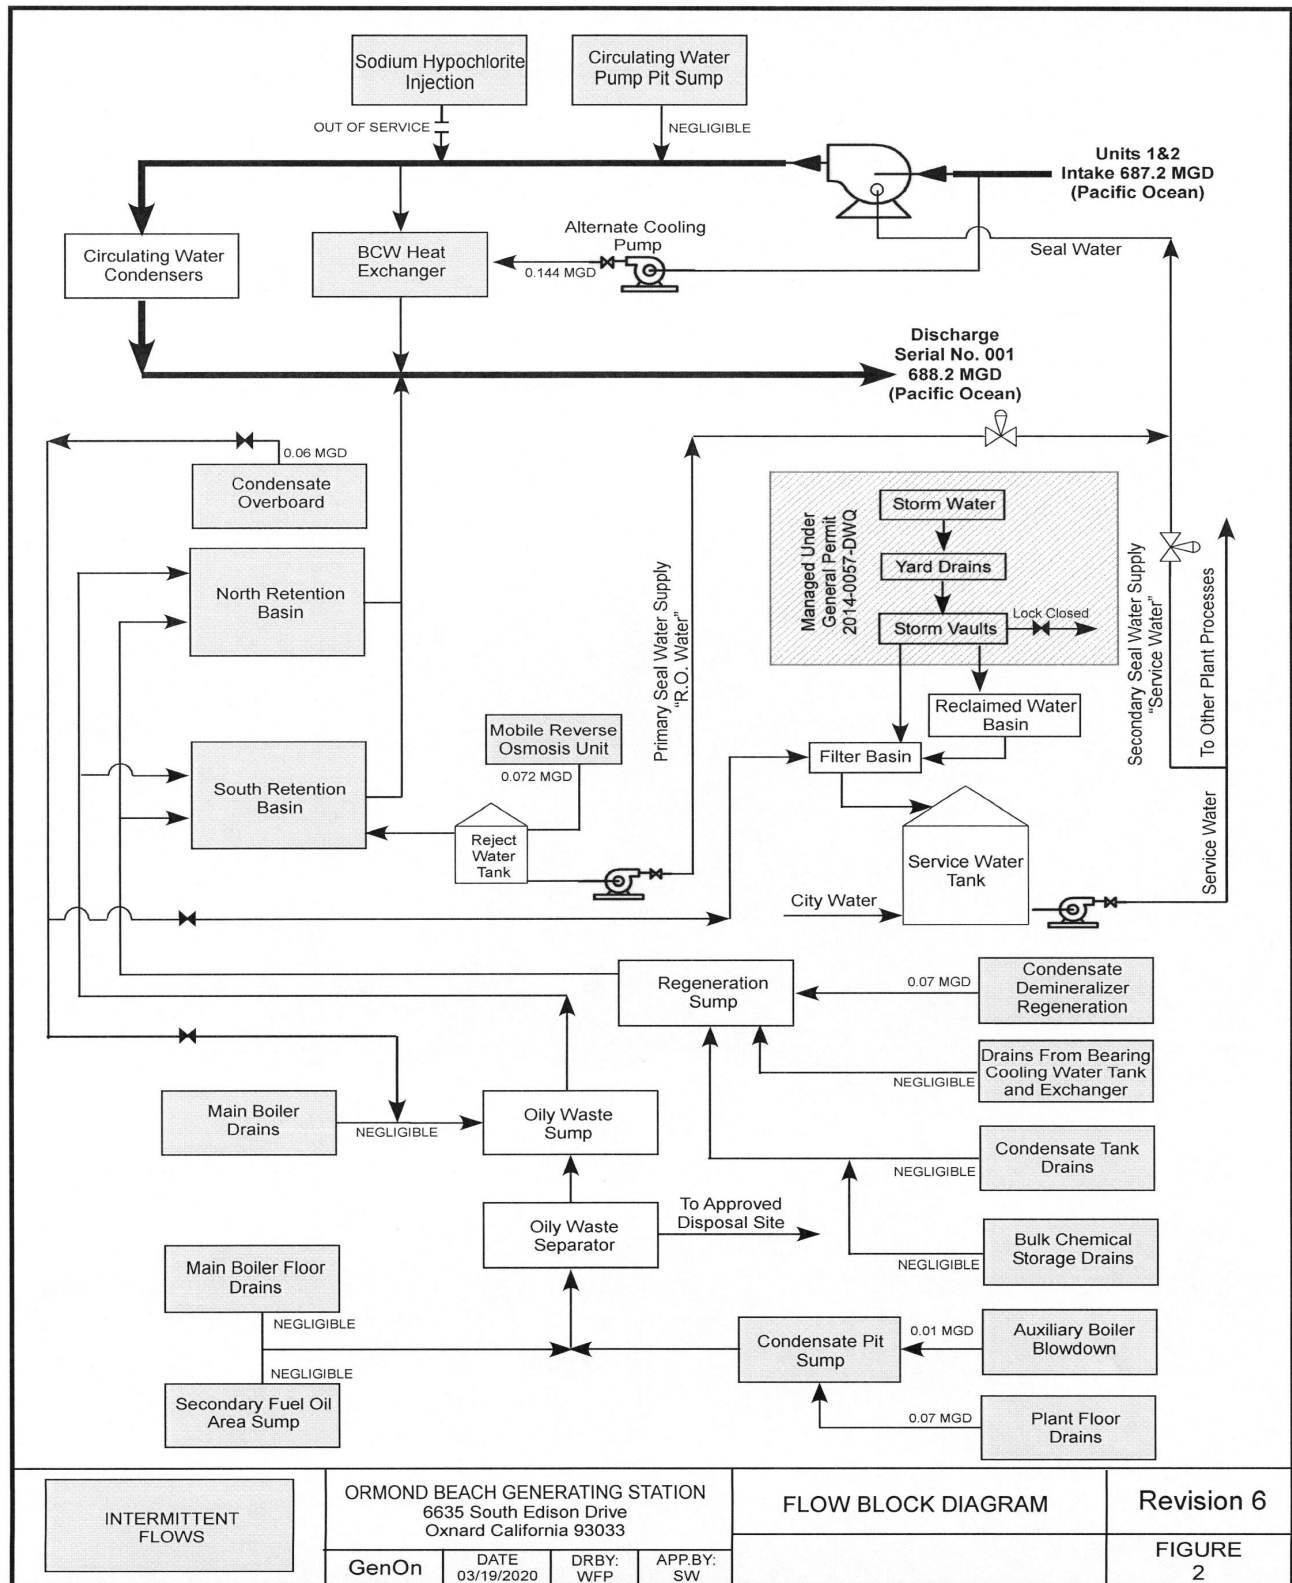 Sodium Hypochlorite
Injection
Circulating Water
Pump Pit Sump
OUT OF SERVICE
NEGLIGIBLE
Units 1&2
Intake 687.2 MGD
(Pacific Ocean)
Circulating Water
Condensers
BCW Heat
Exchanger
Alternate Cooling
Pump
0.144 MGD
Seal Water
Discharge
Serial No. 001
688.2 MGD
(Pacific Ocean)
0.06 MGD
Condensate
Overboard
North Retention
Basin
South Retention
Basin
Mobile Reverse
Osmosis Unit
0.072 MGD
Reject
Water
Tank
Primary Seal Water Supply
“R.O. Water”
Managed Under
General Permit
2014-0057-DWQ
Storm Water
Yard Drains
Storm Vaults
Lock Closed
Reclaimed Water
Basin
Filter Basin
Service Water
Tank
City Water
Secondary Seal Water Supply
“Service Water”
To Other Plant Processes
Service Water
Regeneration
Sump
0.07 MGD
Condensate
Demineralizer
Regeneration
Drains From Bearing
Cooling Water Tank
and Exchanger
NEGLIGIBLE
Main Boiler
Drains
NEGLIGIBLE
Oily Waste
Sump
Condensate Tank
Drains
NEGLIGIBLE
Oily Waste
Separator
To Approved
Disposal Site
Bulk Chemical
Storage Drains
NEGLIGIBLE
Main Boiler Floor
Drains
NEGLIGIBLE
NEGLIGIBLE
Secondary Fuel Oil
Area Sump
Condensate Pit
Sump
0.01 MGD
Auxiliary Boiler
Blowdown
0.07 MGD
Plant Floor
Drains
INTERMITTENT
FLOWS
ORMOND BEACH GENERATING STATION
6635 South Edison Drive
Oxnard California 93033
GenOn
DATE
03/19/2020
DRBY:
WFP
APP.BY:
SW
FLOW BLOCK DIAGRAM
Revision 6
FIGURE
2